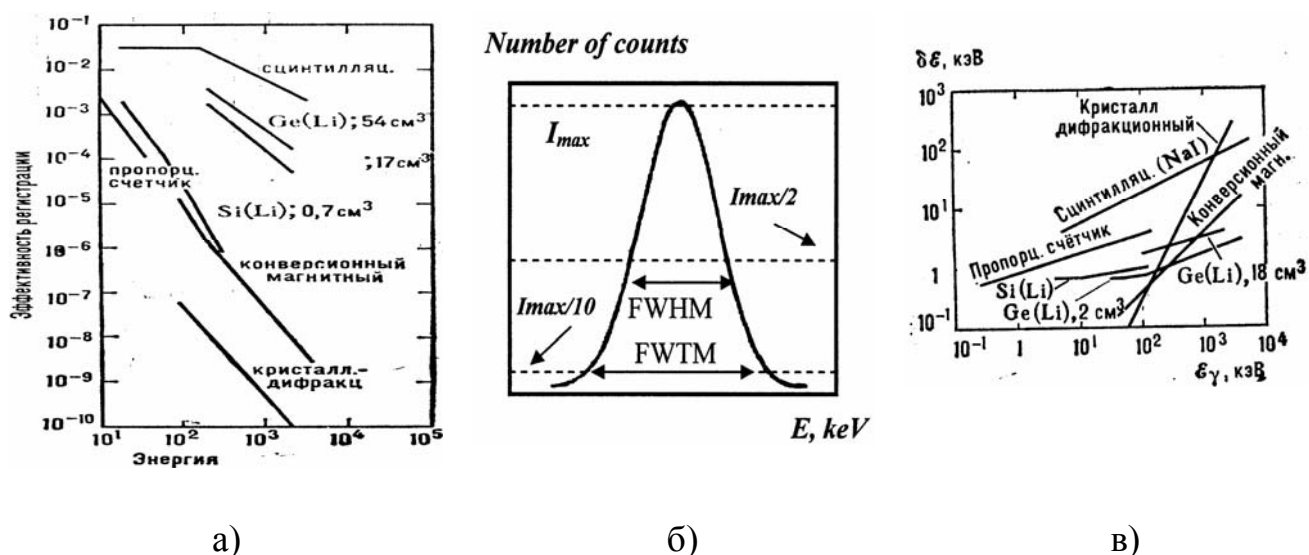 10⁻¹
10⁻²
10⁻³
10⁻⁴
10⁻⁵
10⁻⁶
10⁻⁷
10⁻⁸
10⁻⁹
10⁻¹⁰
Эффективность регистрации
сцинтилляц.
Ge(Li); 54 см³
; 17 см³
пропорц.
счетчик
Si(Li); 0,7 см³
конверсионный
магнитный
кристалл.-
дифракц
10¹ 10² 10³ 10⁴ 10⁵
Энергия
а)
Number of counts
Imax
Imax/2
Imax/10
FWHM
FWTM
E, keV
б)
δε, кэВ
10³
10²
10¹
1
10⁻¹
Кристалл
дифракционный
Сцинтилляц. (NaI)
Конверсионный
магн.
Пропорц. счётчик
Si(Li)
Ge(Li), 2 см³
Ge(Li), 18 см³
10⁻¹ 1 10¹ 10² 10³ 10⁴
εγ, кэВ
в)